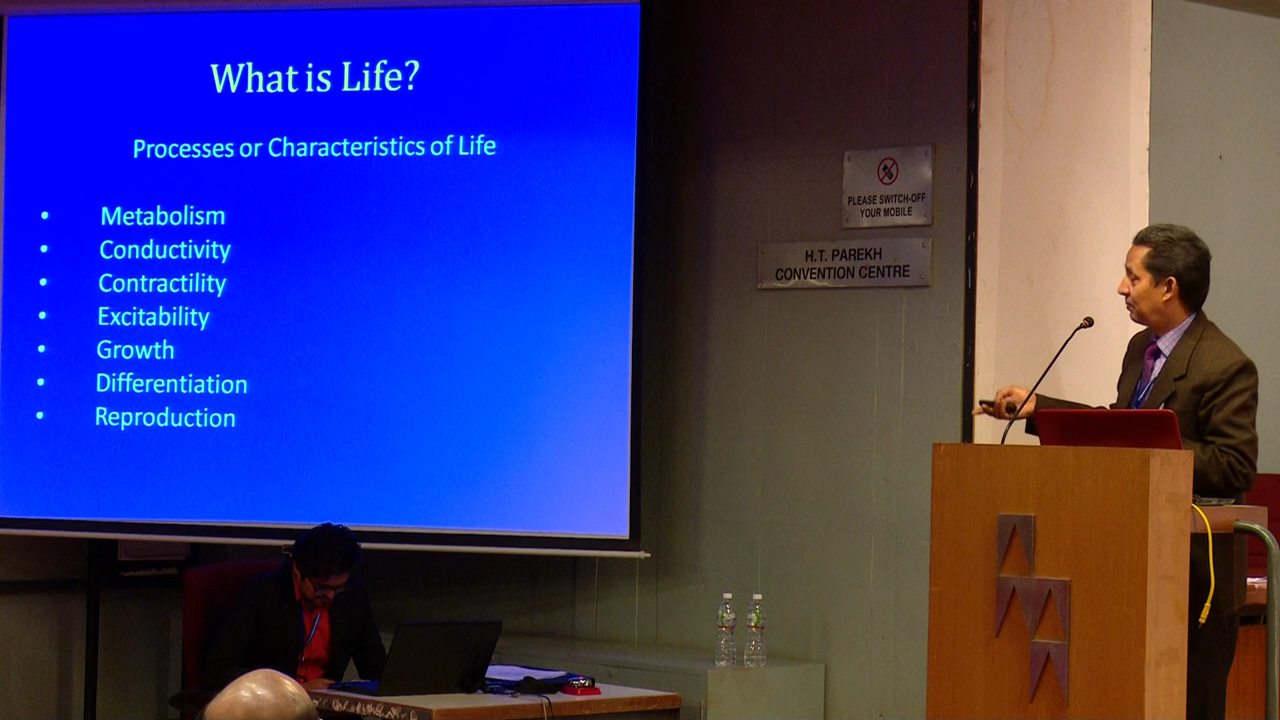 What is Life?
Processes or Characteristics of Life
• Metabolism
• Conductivity
• Contractility
• Excitability
• Growth
• Differentiation
• Reproduction
PLEASE SWITCH-OFF
YOUR MOBILE
H.T. PAREKH
CONVENTION CENTRE